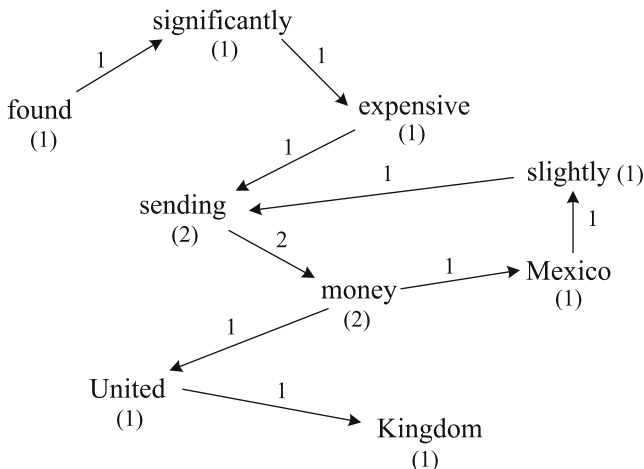 significantly
(1)
1
1
found
(1)
expensive
(1)
1
1
slightly (1)
sending
(2)
2
1
1
Mexico
(1)
money
(2)
1
United
(1)
1
Kingdom
(1)